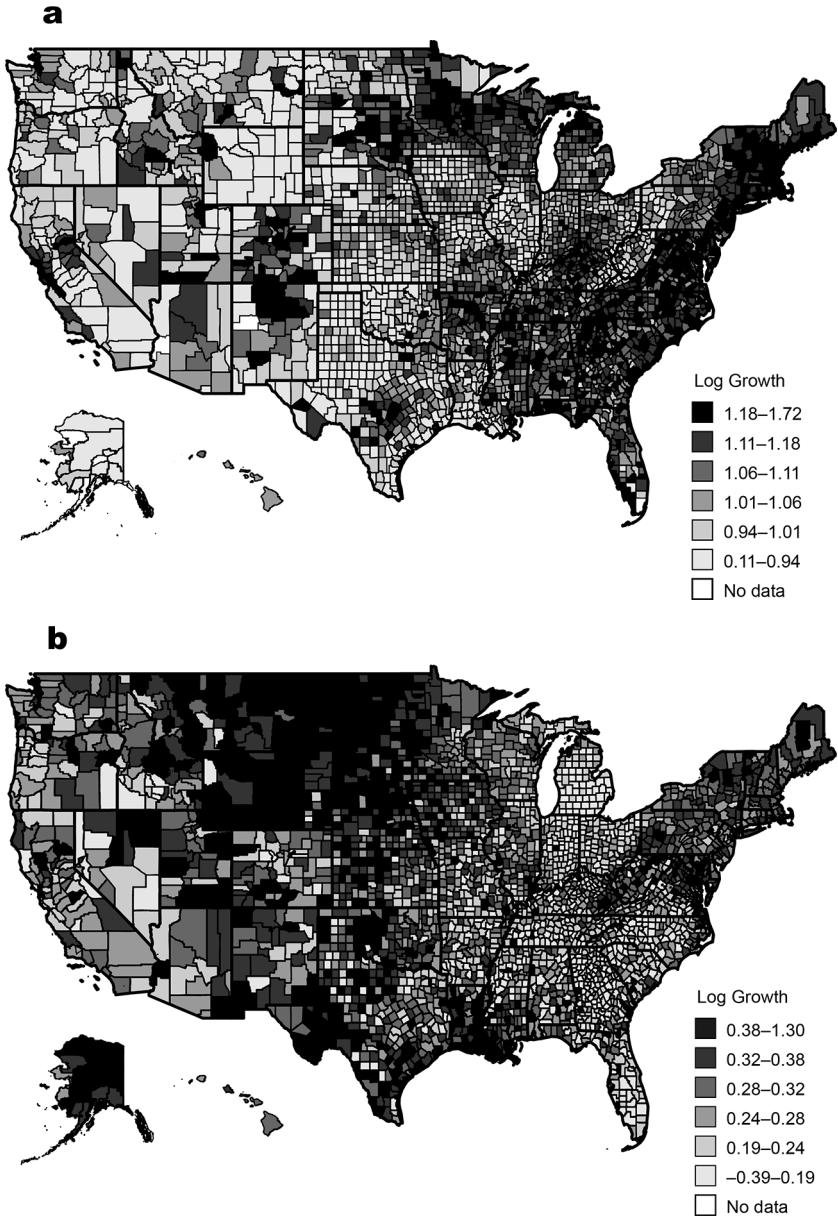 a
Log Growth
1.18–1.72
1.11–1.18
1.06–1.11
1.01–1.06
0.94–1.01
0.11–0.94
No data
b
Log Growth
0.38–1.30
0.32–0.38
0.28–0.32
0.24–0.28
0.19–0.24
–0.39–0.19
No data